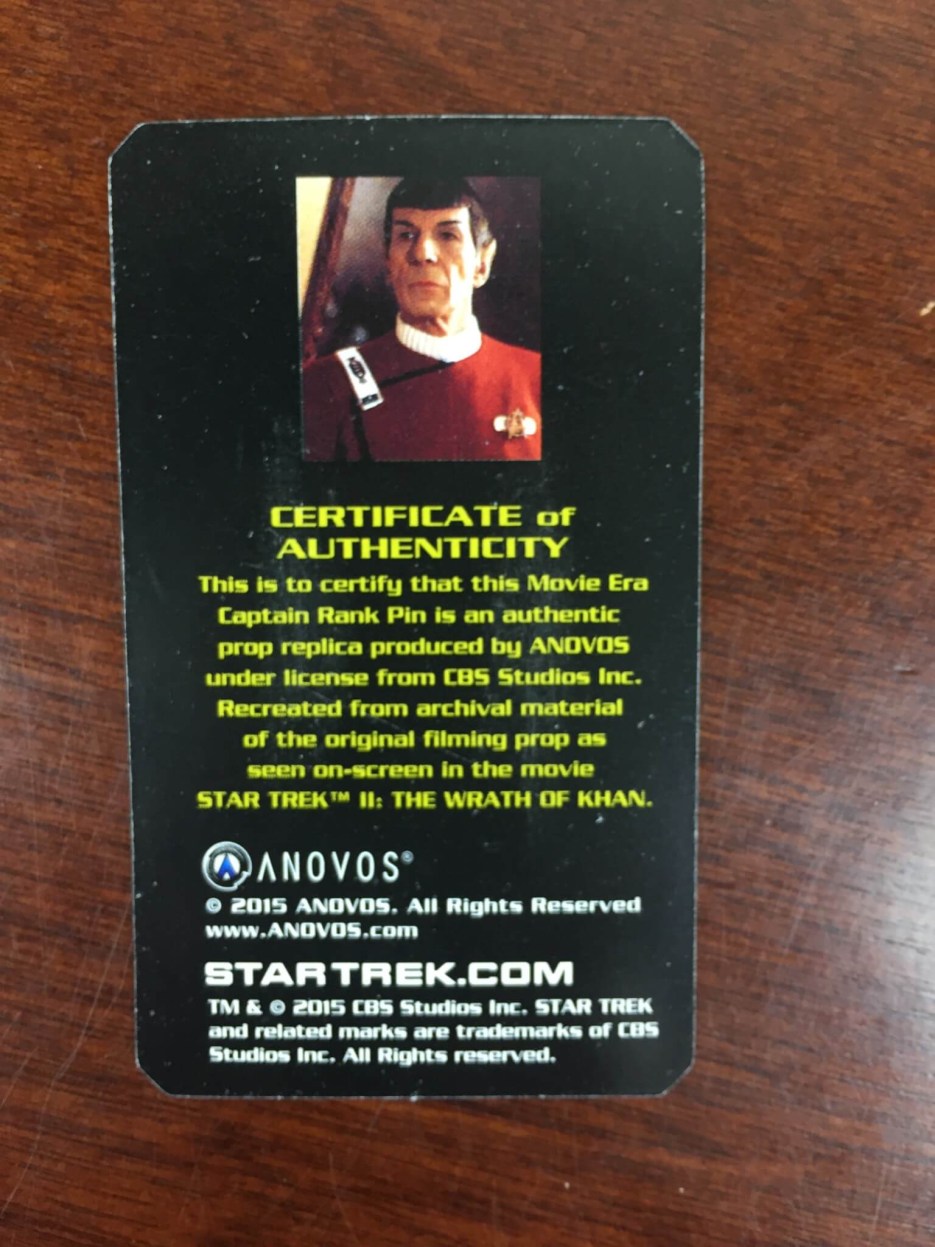 CERTIFICATE of
AUTHENTICITY
This is to certify that this Movie Era
Captain Rank Pin is an authentic
prop replica produced by ANOVOS
under license from CBS Studios Inc.
Recreated from archival material
of the original filming prop as
seen on-screen in the movie
STAR TREK™ II: THE WRATH OF KHAN.
ANOVOS®
© 2015 ANOVOS. All Rights Reserved
www.ANOVOS.com
STARTREK.COM
TM & © 2015 CBS Studios Inc. STAR TREK
and related marks are trademarks of CBS
Studios Inc. All Rights reserved.